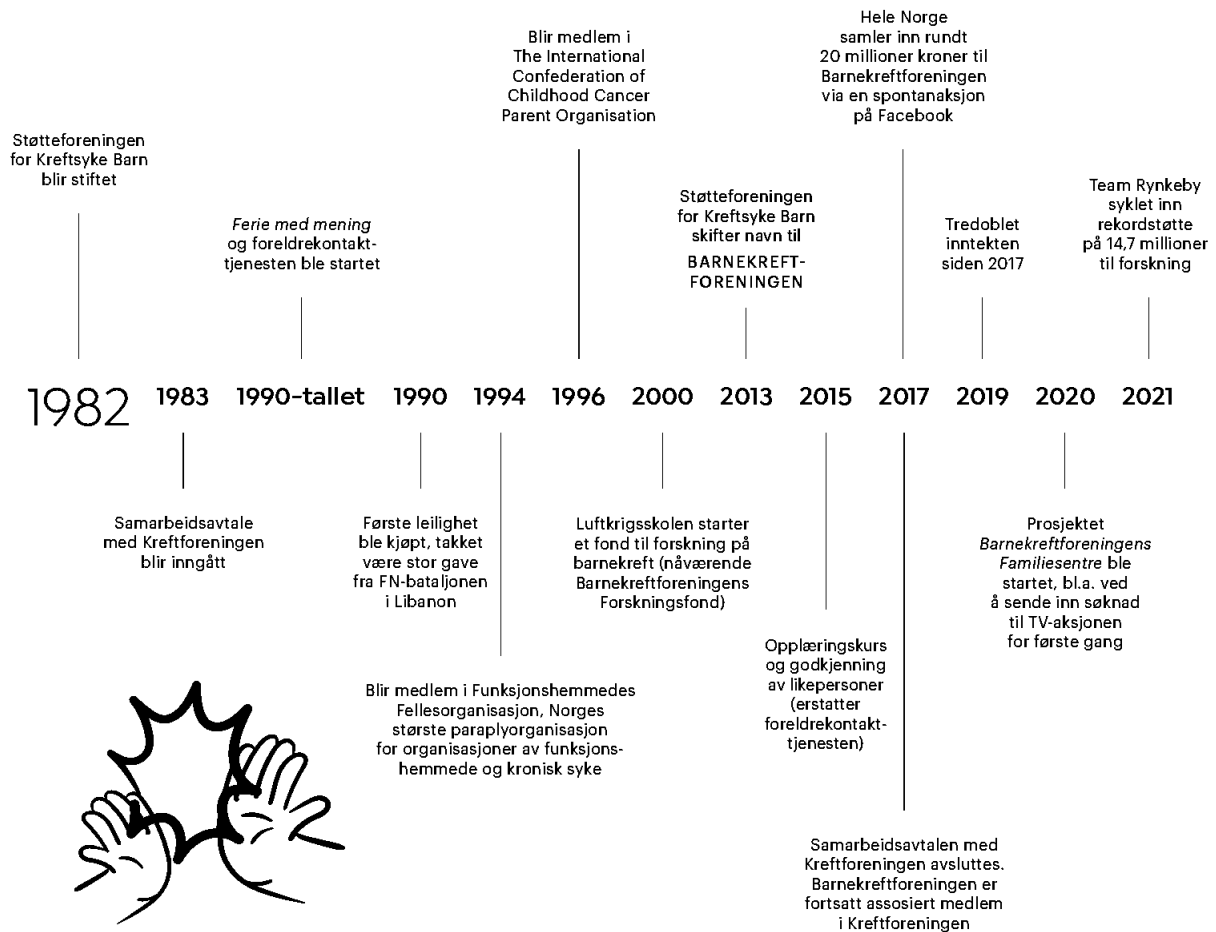 Støtteforeningen
for Kreftsyke Barn
blir stiftet
Ferie med mening
og foreldrekontakt-
tjenesten ble startet
Blir medlem i
The International
Confederation of
Childhood Cancer
Parent Organisation
Støtteforeningen
for Kreftsyke Barn
skifter navn til
BARNEKREFT-
FORENINGEN
Hele Norge
samler inn rundt
20 millioner kroner til
Barnekreftforeningen
via en spontanaksjon
på Facebook
Tredoblet
inntekten
siden 2017
Team Rynkeby
syklet inn
rekordstøtte
på 14,7 millioner
til forskning
1982 1983 1990-tallet 1990 1994 1996 2000 2013 2015 2017 2019 2020 2021
Samarbeidsavtale
med Kreftforeningen
blir inngått
Første leilighet
ble kjøpt, takket
være stor gave
fra FN-bataljonen
i Libanon
Blir medlem i Funksjonshemmedes
Fellesorganisasjon, Norges
største paraplyorganisasjon
for organisasjoner av funksjons-
hemmede og kronisk syke
Luftkrigsskolen starter
et fond til forskning på
barnekreft (nåværende
Barnekreftforeningens
Forskningsfond)
Opplæringskurs
og godkjenning
av likepersoner
(erstatter
foreldrekontakt-
tjenesten)
Samarbeidsavtalen med
Kreftforeningen avsluttes.
Barnekreftforeningen er
fortsatt assosiert medlem
i Kreftforeningen
Prosjektet
Barnekreftforeningens
Familiesentre ble
startet, bl.a. ved
å sende inn søknad
til TV-aksjonen
for første gang